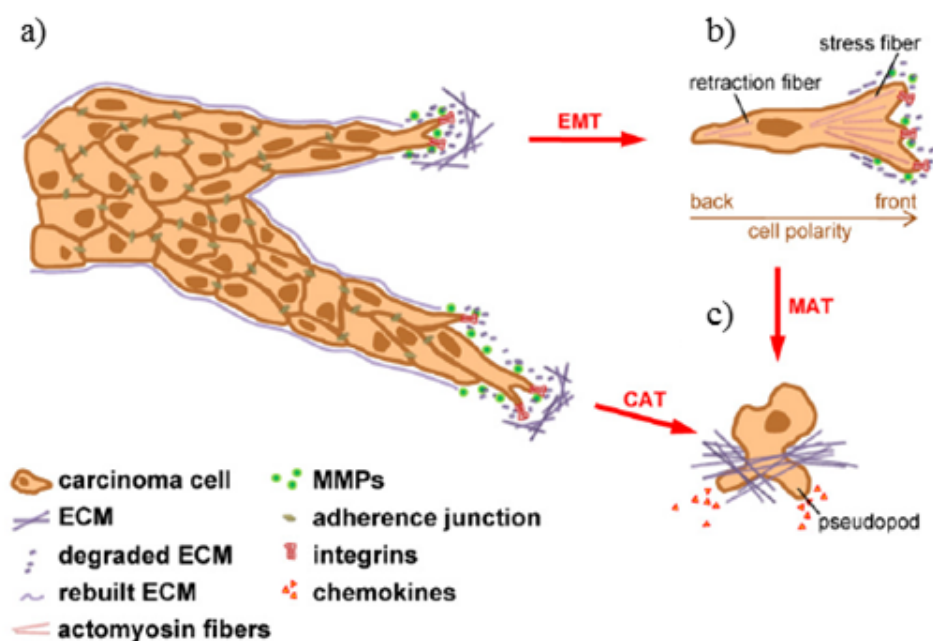 a)
b)
stress fiber
retraction fiber
EMT
back front
cell polarity
MAT
c)
CAT
pseudopod
carcinoma cell
ECM
degraded ECM
rebuilt ECM
actomyosin fibers
MMPs
adherence junction
integrins
chemokines